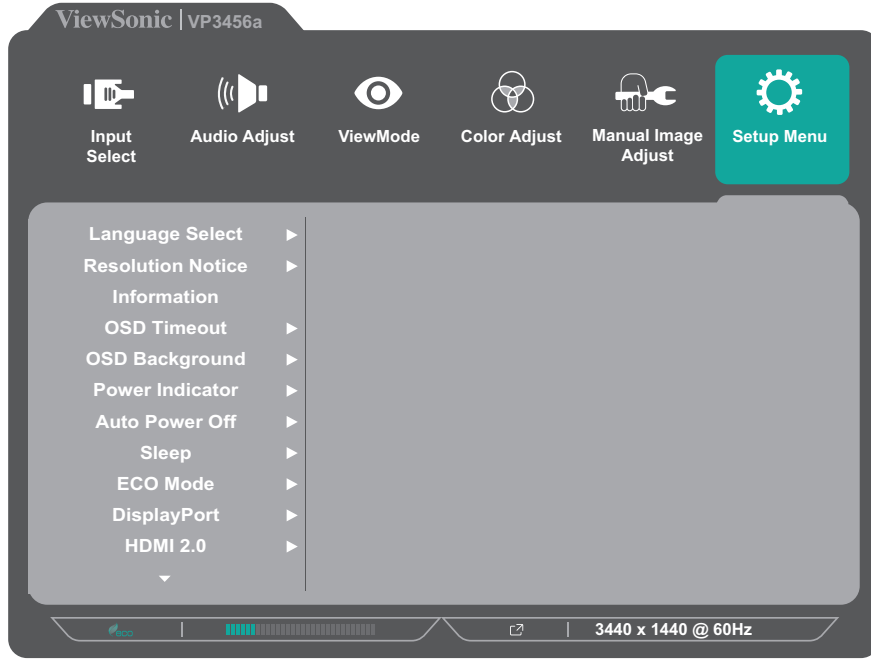 ViewSonic | VP3456a
Input
Select
Audio Adjust
ViewMode
Color Adjust
Manual Image
Adjust
Setup Menu
Language Select
Resolution Notice
Information
OSD Timeout
OSD Background
Power Indicator
Auto Power Off
Sleep
ECO Mode
DisplayPort
HDMI 2.0
eco
3440 x 1440 @ 60Hz